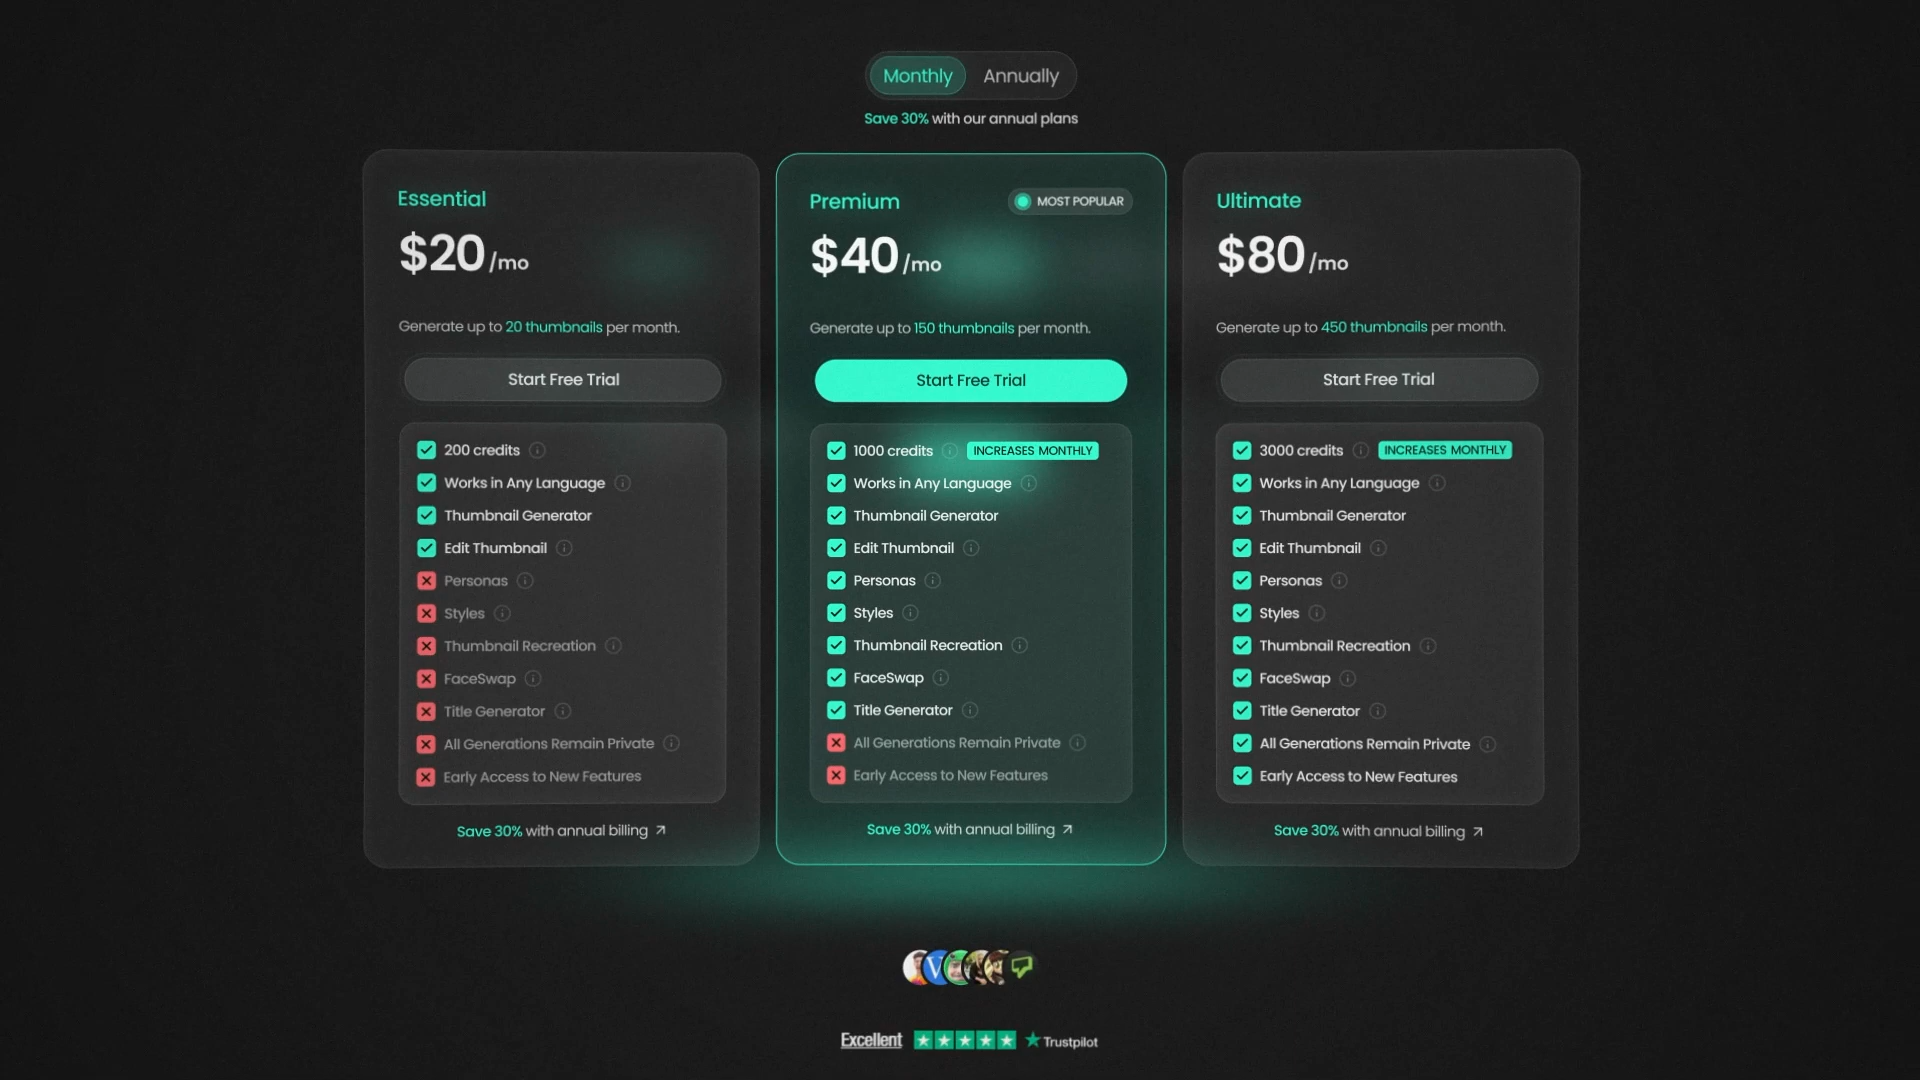 Monthly Annually
Save 30% with our annual plans
Essential
$20/mo
Generate up to 20 thumbnails per month.
Start Free Trial
200 credits
Works in Any Language
Thumbnail Generator
Edit Thumbnail
Personas
Styles
Thumbnail Recreation
FaceSwap
Title Generator
All Generations Remain Private
Early Access to New Features
Save 30% with annual billing
Premium
MOST POPULAR
$40/mo
Generate up to 150 thumbnails per month.
Start Free Trial
1000 credits INCREASES MONTHLY
Works in Any Language
Thumbnail Generator
Edit Thumbnail
Personas
Styles
Thumbnail Recreation
FaceSwap
Title Generator
All Generations Remain Private
Early Access to New Features
Save 30% with annual billing
Ultimate
$80/mo
Generate up to 450 thumbnails per month.
Start Free Trial
3000 credits INCREASES MONTHLY
Works in Any Language
Thumbnail Generator
Edit Thumbnail
Personas
Styles
Thumbnail Recreation
FaceSwap
Title Generator
All Generations Remain Private
Early Access to New Features
Save 30% with annual billing
V
Excellent Trustpilot